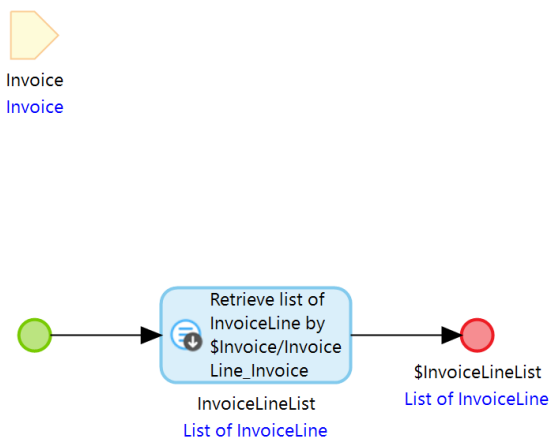 Invoice
Invoice
Retrieve list of
InvoiceLine by
$Invoice/Invoice
Line_Invoice
InvoiceLineList
List of InvoiceLine
$InvoiceLineList
List of InvoiceLine